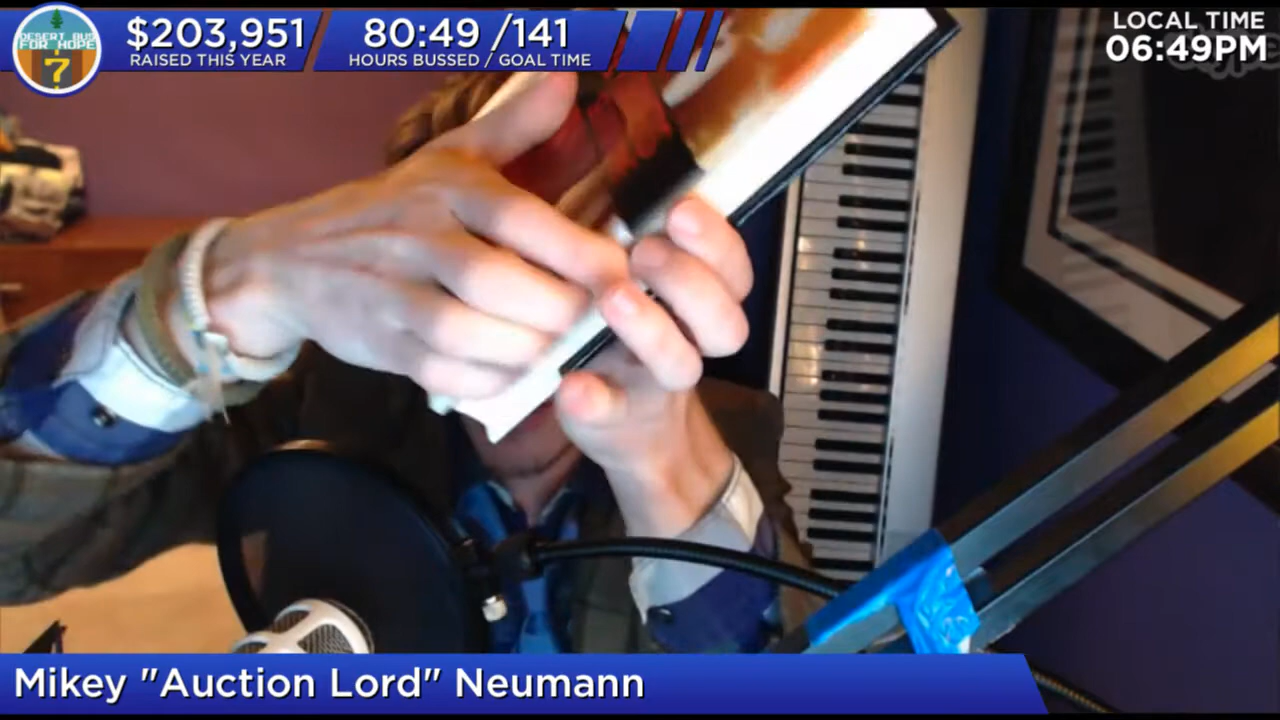 DESERT BUS
FOR HOPE
7
$203,951
RAISED THIS YEAR
80:49 /141
HOURS BUSSED / GOAL TIME
LOCAL TIME
06:49PM
Mikey "Auction Lord" Neumann